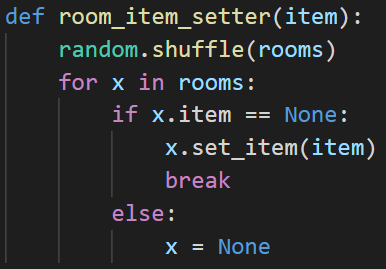 def room_item_setter(item):
    random.shuffle(rooms)
    for x in rooms:
        if x.item == None:
            x.set_item(item)
            break
        else:
            x = None